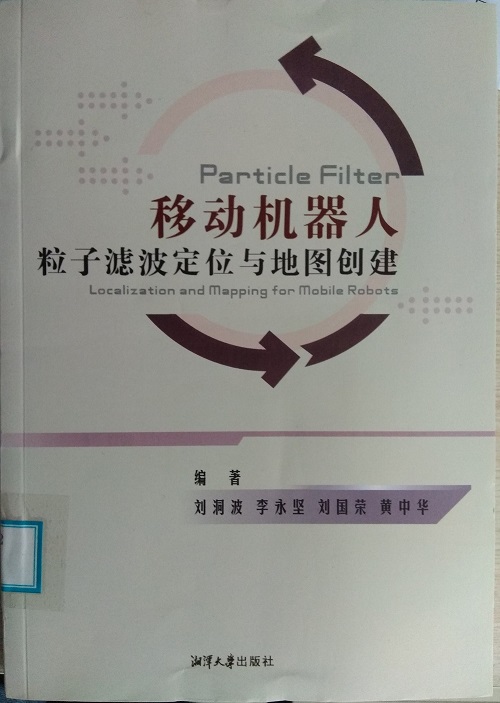 Particle Filter
移动机器人
粒子滤波定位与地图创建
Localization and Mapping for Mobile Robots
编 著
刘洞波 李永坚 刘国荣 黄中华
湘潭大学出版社